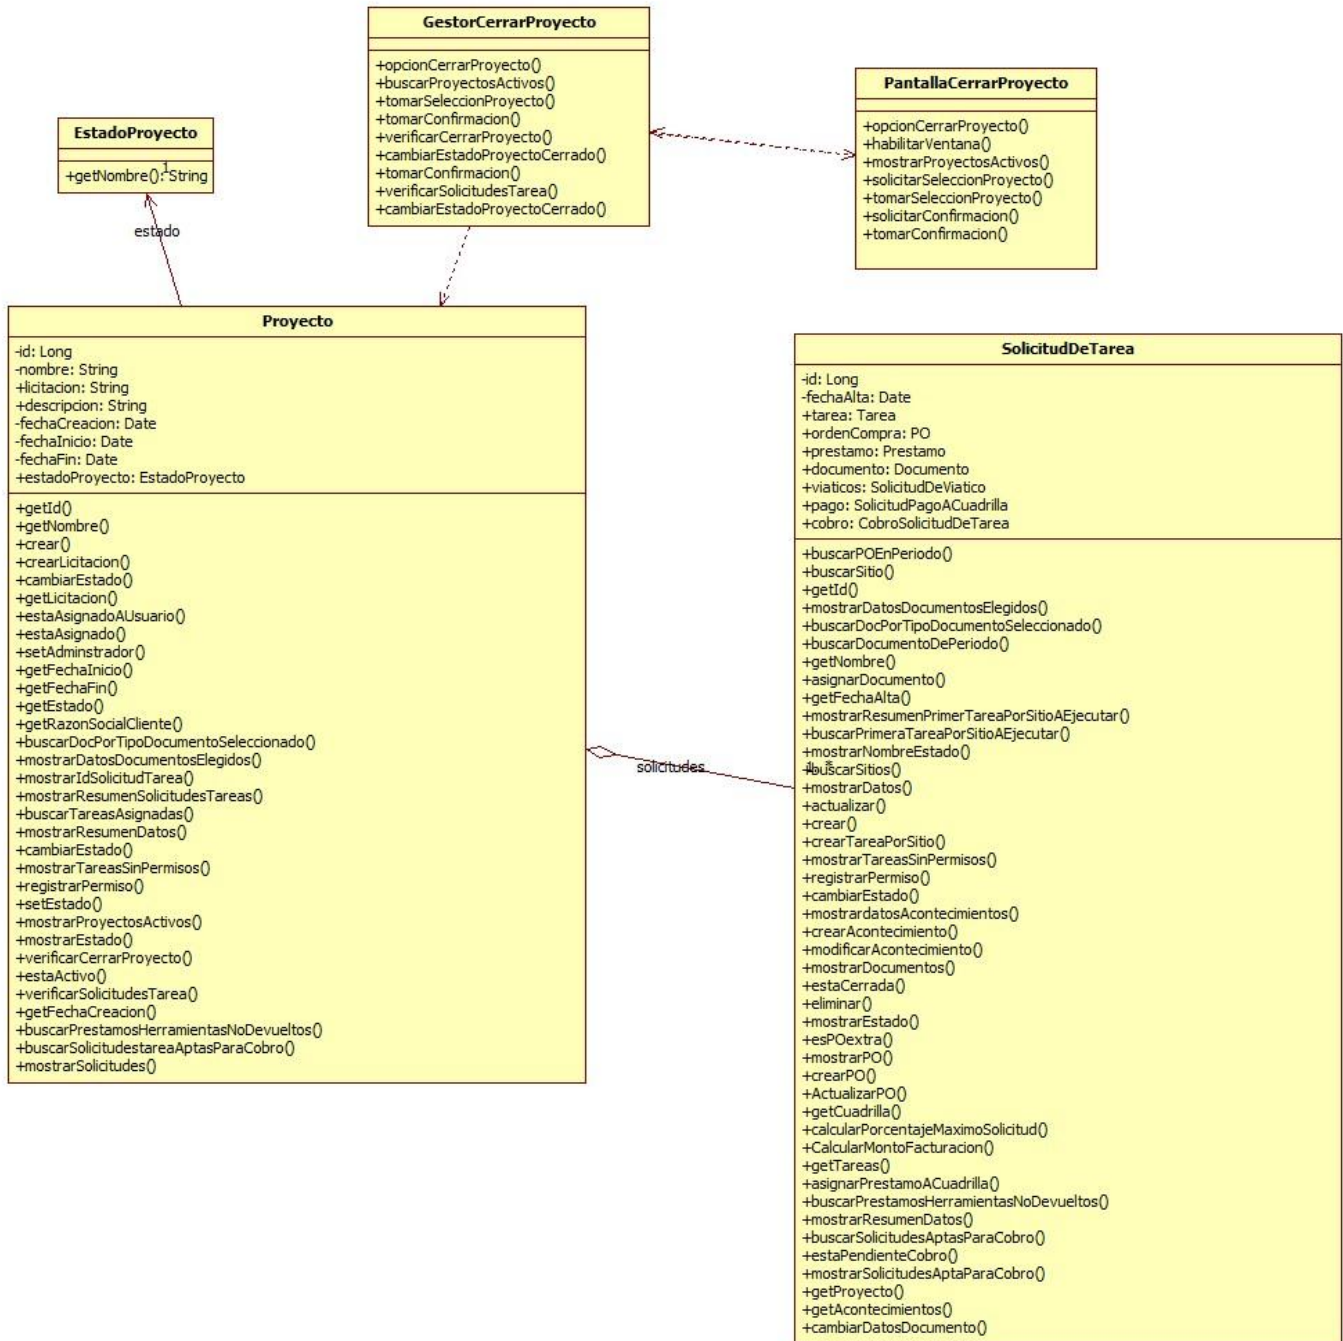 GestorCerrarProyecto
+opcionCerrarProyecto()
+buscarProyectosActivos()
+tomarSeleccionProyecto()
+tomarConfirmacion()
+verificarCerrarProyecto()
+cambiarEstadoProyectoCerrado()
+tomarConfirmacion()
+verificarSolicitudesTarea()
+cambiarEstadoProyectoCerrado()
PantallaCerrarProyecto
+opcionCerrarProyecto()
+habilitarVentana()
+mostrarProyectosActivos()
+solicitarSeleccionProyecto()
+tomarSeleccionProyecto()
+solicitarConfirmacion()
+tomarConfirmacion()
EstadoProyecto
1
+getNombre(): String
estado
Proyecto
-id: Long
-nombre: String
+licitacion: String
+descripcion: String
-fechaCreacion: Date
-fechaInicio: Date
-fechaFin: Date
+estadoProyecto: EstadoProyecto
+getId()
+getNombre()
+crear()
+crearLicitacion()
+cambiarEstado()
+getLicitacion()
+estaAsignadoAUsuario()
+estaAsignado()
+setAdminstrador()
+getFechaInicio()
+getFechaFin()
+getEstado()
+getRazonSocialCliente()
+buscarDocPorTipoDocumentoSeleccionado()
+mostrarDatosDocumentosElegidos()
+mostrarIdSolicitudTarea()
+mostrarResumenSolicitudesTareas()
+buscarTareasAsignadas()
+mostrarResumenDatos()
+cambiarEstado()
+mostrarTareasSinPermisos()
+registrarPermiso()
+setEstado()
+mostrarProyectosActivos()
+mostrarEstado()
+verificarCerrarProyecto()
+estaActivo()
+verificarSolicitudesTarea()
+getFechaCreacion()
+buscarPrestamosHerramientasNoDevueltos()
+buscarSolicitudestareaAptasParaCobro()
+mostrarSolicitudes()
solicitudes
SolicitudDeTarea
-id: Long
-fechaAlta: Date
+tarea: Tarea
+ordenCompra: PO
+prestamo: Prestamo
+documento: Documento
+viaticos: SolicitudDeViatico
+pago: SolicitudPagoACuadrilla
+cobro: CobroSolicitudDeTarea
+buscarPOEnPeriodo()
+buscarSitio()
+getId()
+mostrarDatosDocumentosElegidos()
+buscarDocPorTipoDocumentoSeleccionado()
+buscarDocumentoDePeriodo()
+getNombre()
+asignarDocumento()
+getFechaAlta()
+mostrarResumenPrimerTareaPorSitioAEjecutar()
+buscarPrimeraTareaPorSitioAEjecutar()
+mostrarNombreEstado()
+buscarSitios()
+mostrarDatos()
+actualizar()
+crear()
+crearTareaPorSitio()
+mostrarTareasSinPermisos()
+registrarPermiso()
+cambiarEstado()
+mostrardatosAcontecimientos()
+crearAcontecimiento()
+modificarAcontecimiento()
+mostrarDocumentos()
+estaCerrada()
+eliminar()
+mostrarEstado()
+esPOextra()
+mostrarPO()
+crearPO()
+ActualizarPO()
+getCuadrilla()
+calcularPorcentajeMaximoSolicitud()
+CalcularMontoFacturacion()
+getTareas()
+asignarPrestamoACuadrilla()
+buscarPrestamosHerramientasNoDevueltos()
+mostrarResumenDatos()
+buscarSolicitudesAptasParaCobro()
+estaPendienteCobro()
+mostrarSolicitudesAptaParaCobro()
+getProyecto()
+getAcontecimientos()
+cambiarDatosDocumento()